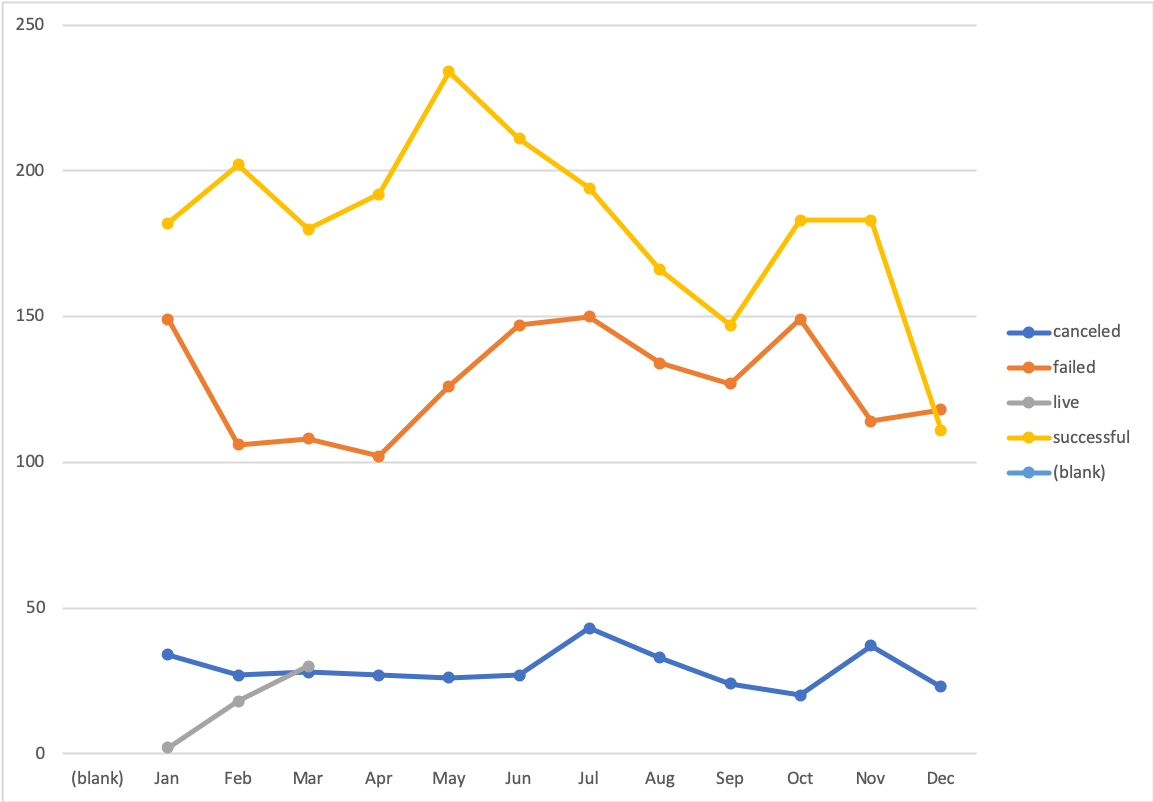 250
200
150
100
50
0
(blank) Jan Feb Mar Apr May Jun Jul Aug Sep Oct Nov Dec
canceled
failed
live
successful
(blank)